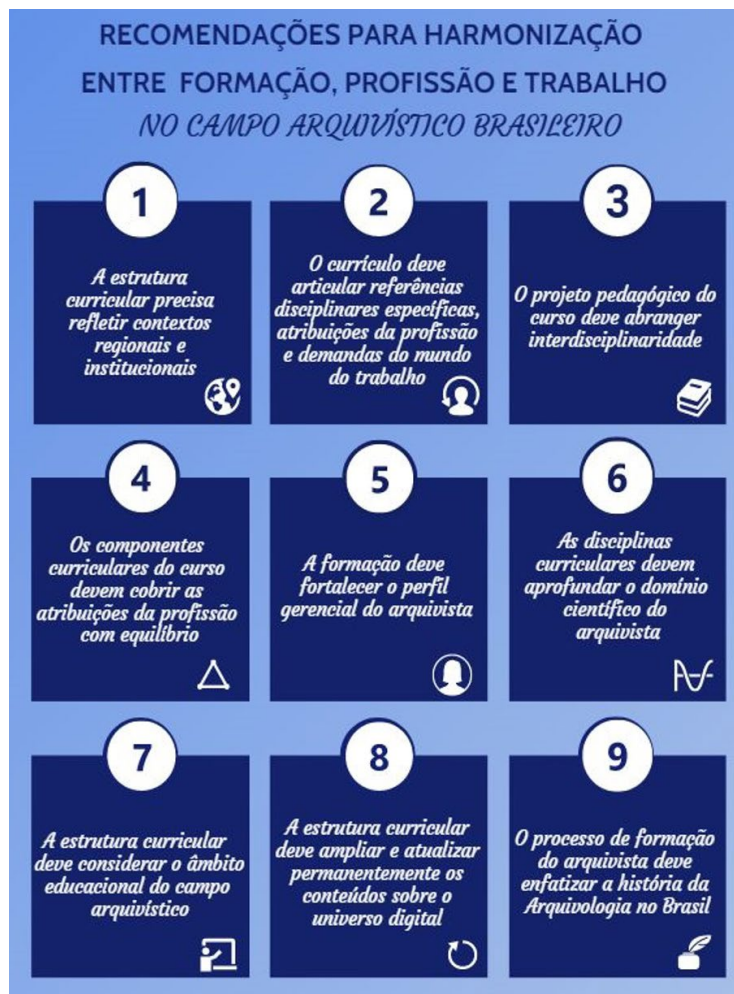 RECOMENDAÇÕES PARA HARMONIZAÇÃO
ENTRE FORMAÇÃO, PROFISSÃO E TRABALHO
NO CAMPO ARQUIVÍSTICO BRASILEIRO
1
A estrutura
curricular precisa
refletir contextos
regionais e
institucionais
2
O currículo deve
articular referências
disciplinares específicas,
atribuições da profissão
e demandas do mundo
do trabalho
3
O projeto pedagógico do
curso deve abranger
interdisciplinaridade
4
Os componentes
curriculares do curso
devem cobrir as
atribuições da profissão
com equilíbrio
5
A formação deve
fortalecer o perfil
gerencial do arquivista
6
As disciplinas
curriculares devem
aprofundar o domínio
científico do
arquivista
7
A estrutura curricular
deve considerar o âmbito
educacional do campo
arquivístico
8
A estrutura curricular
deve ampliar e atualizar
permanentemente os
conteúdos sobre o
universo digital
9
O processo de formação
do arquivista deve
enfatizar a história da
Arquivologia no Brasil